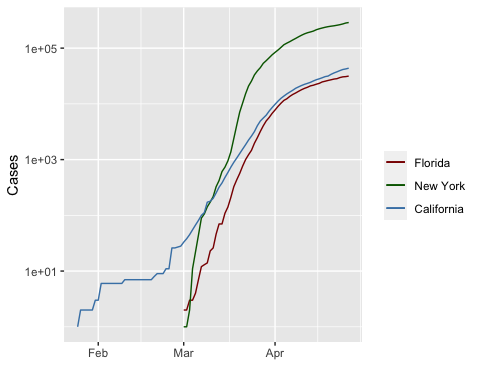 Cases
1e+05
1e+03
1e+01
Feb
Mar
Apr
Florida
New York
California